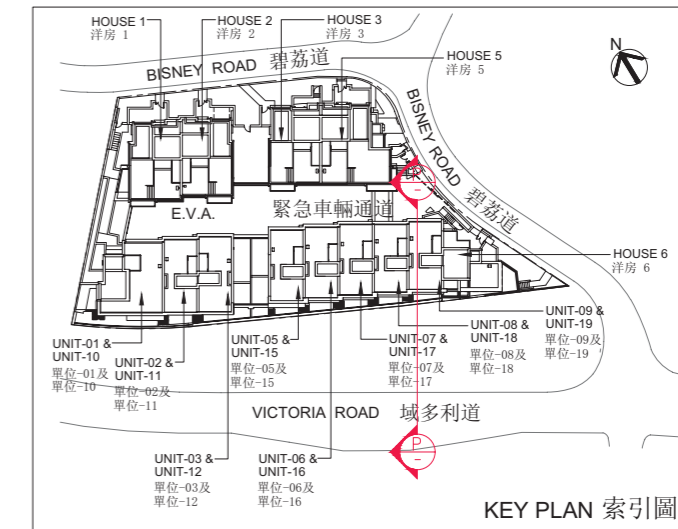 HOUSE 1
洋房 1
HOUSE 2
洋房 2
HOUSE 3
洋房 3
HOUSE 5
洋房 5
N
BISNEY ROAD 碧荔道
BISNEY ROAD 碧荔道
P
-
E.V.A.
緊急車輛通道
HOUSE 6
洋房 6
UNIT-01 &
UNIT-10
單位-01及
單位-10
UNIT-02 &
UNIT-11
單位-02及
單位-11
UNIT-05 &
UNIT-15
單位-05及
單位-15
UNIT-07 &
UNIT-17
單位-07及
單位-17
UNIT-08 &
UNIT-18
單位-08及
單位-18
UNIT-09 &
UNIT-19
單位-09及
單位-19
VICTORIA ROAD 域多利道
UNIT-03 &
UNIT-12
單位-03及
單位-12
UNIT-06 &
UNIT-16
單位-06及
單位-16
P
-
KEY PLAN 索引圖